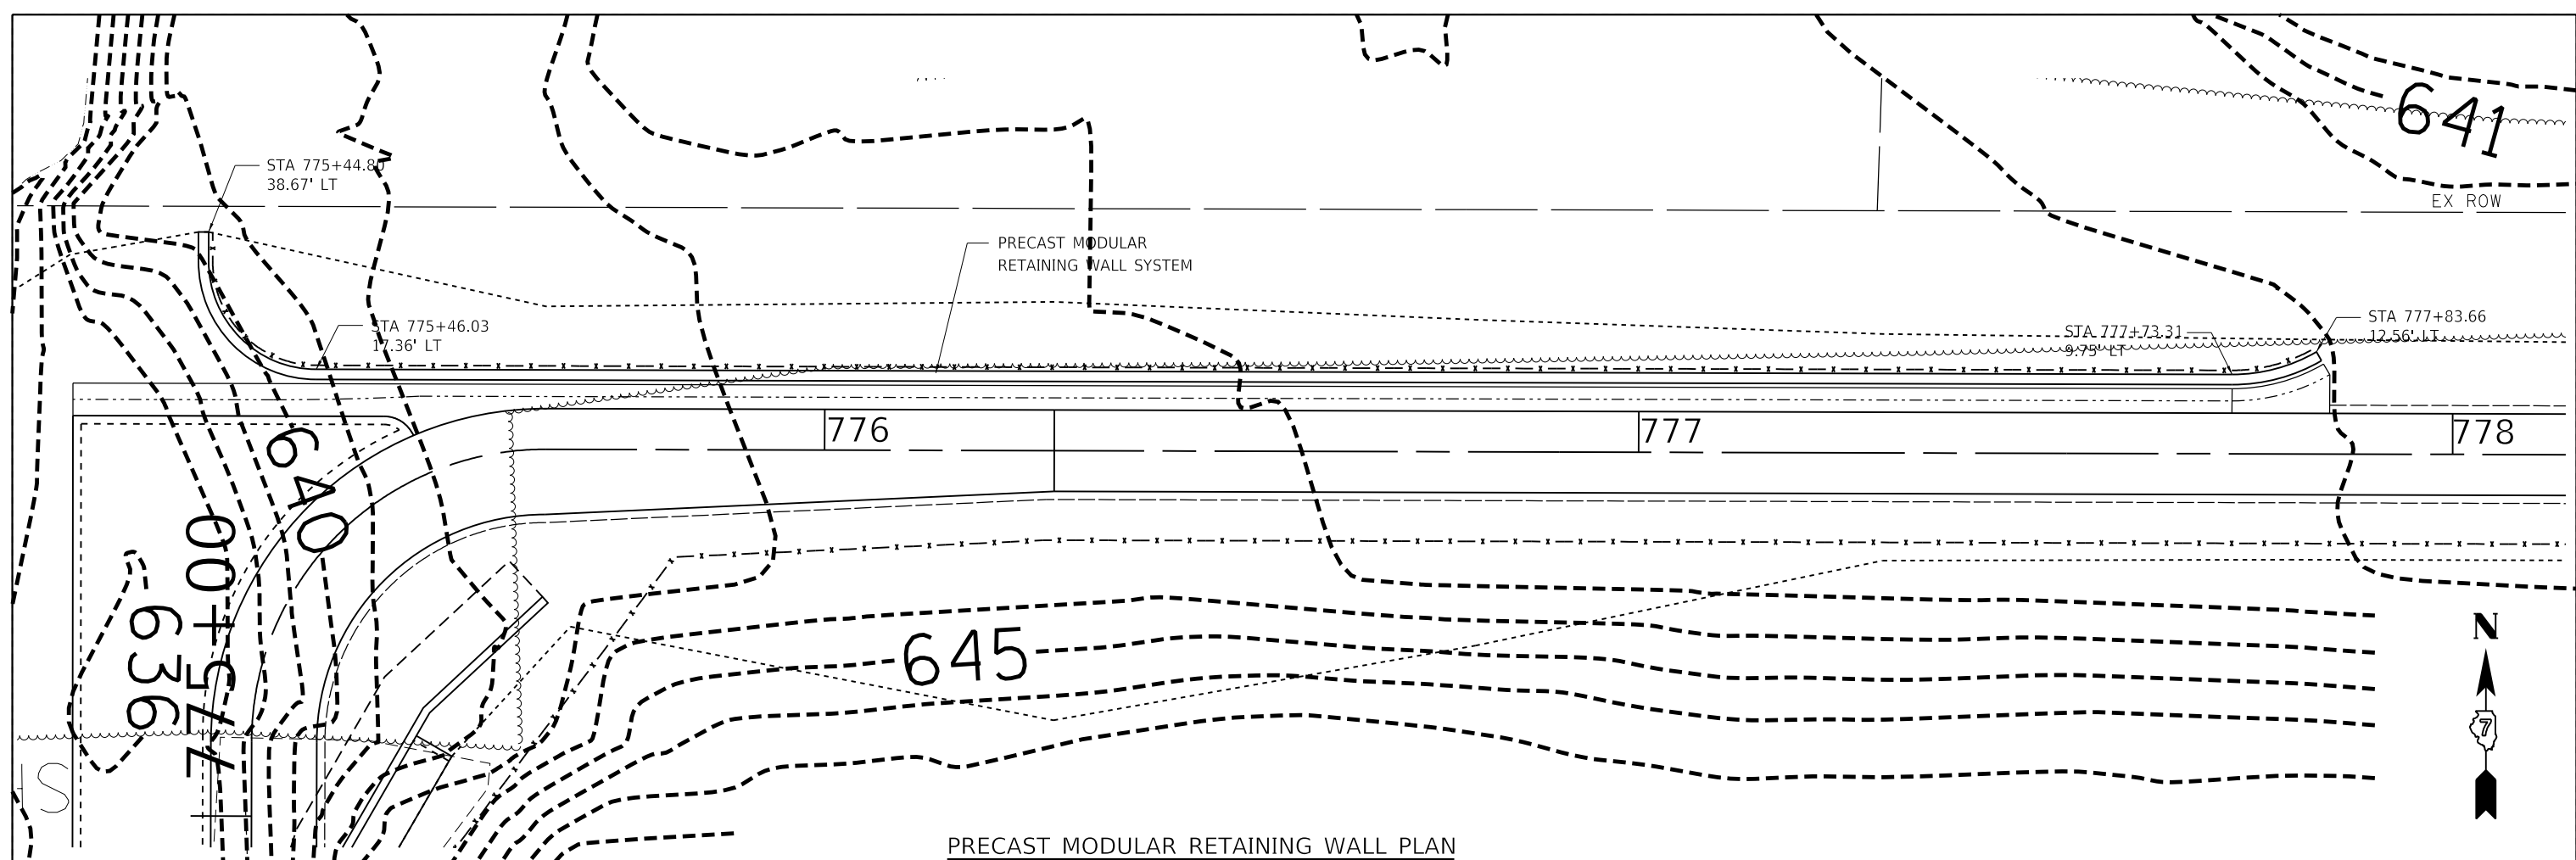 641
STA 775+44.80
38.67' LT
EX ROW
PRECAST MODULAR
RETAINING WALL SYSTEM
STA 775+46.03
17.36' LT
STA 777+73.31
9.75' LT
STA 777+83.66
12.56' LT
776
777
778
640
775+00
636
645
N
7
PRECAST MODULAR RETAINING WALL PLAN